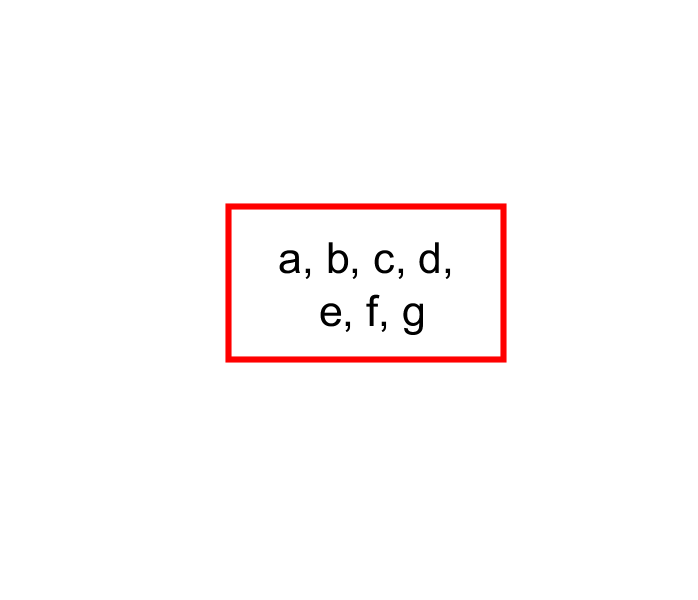 a, b, c, d,
e, f, g